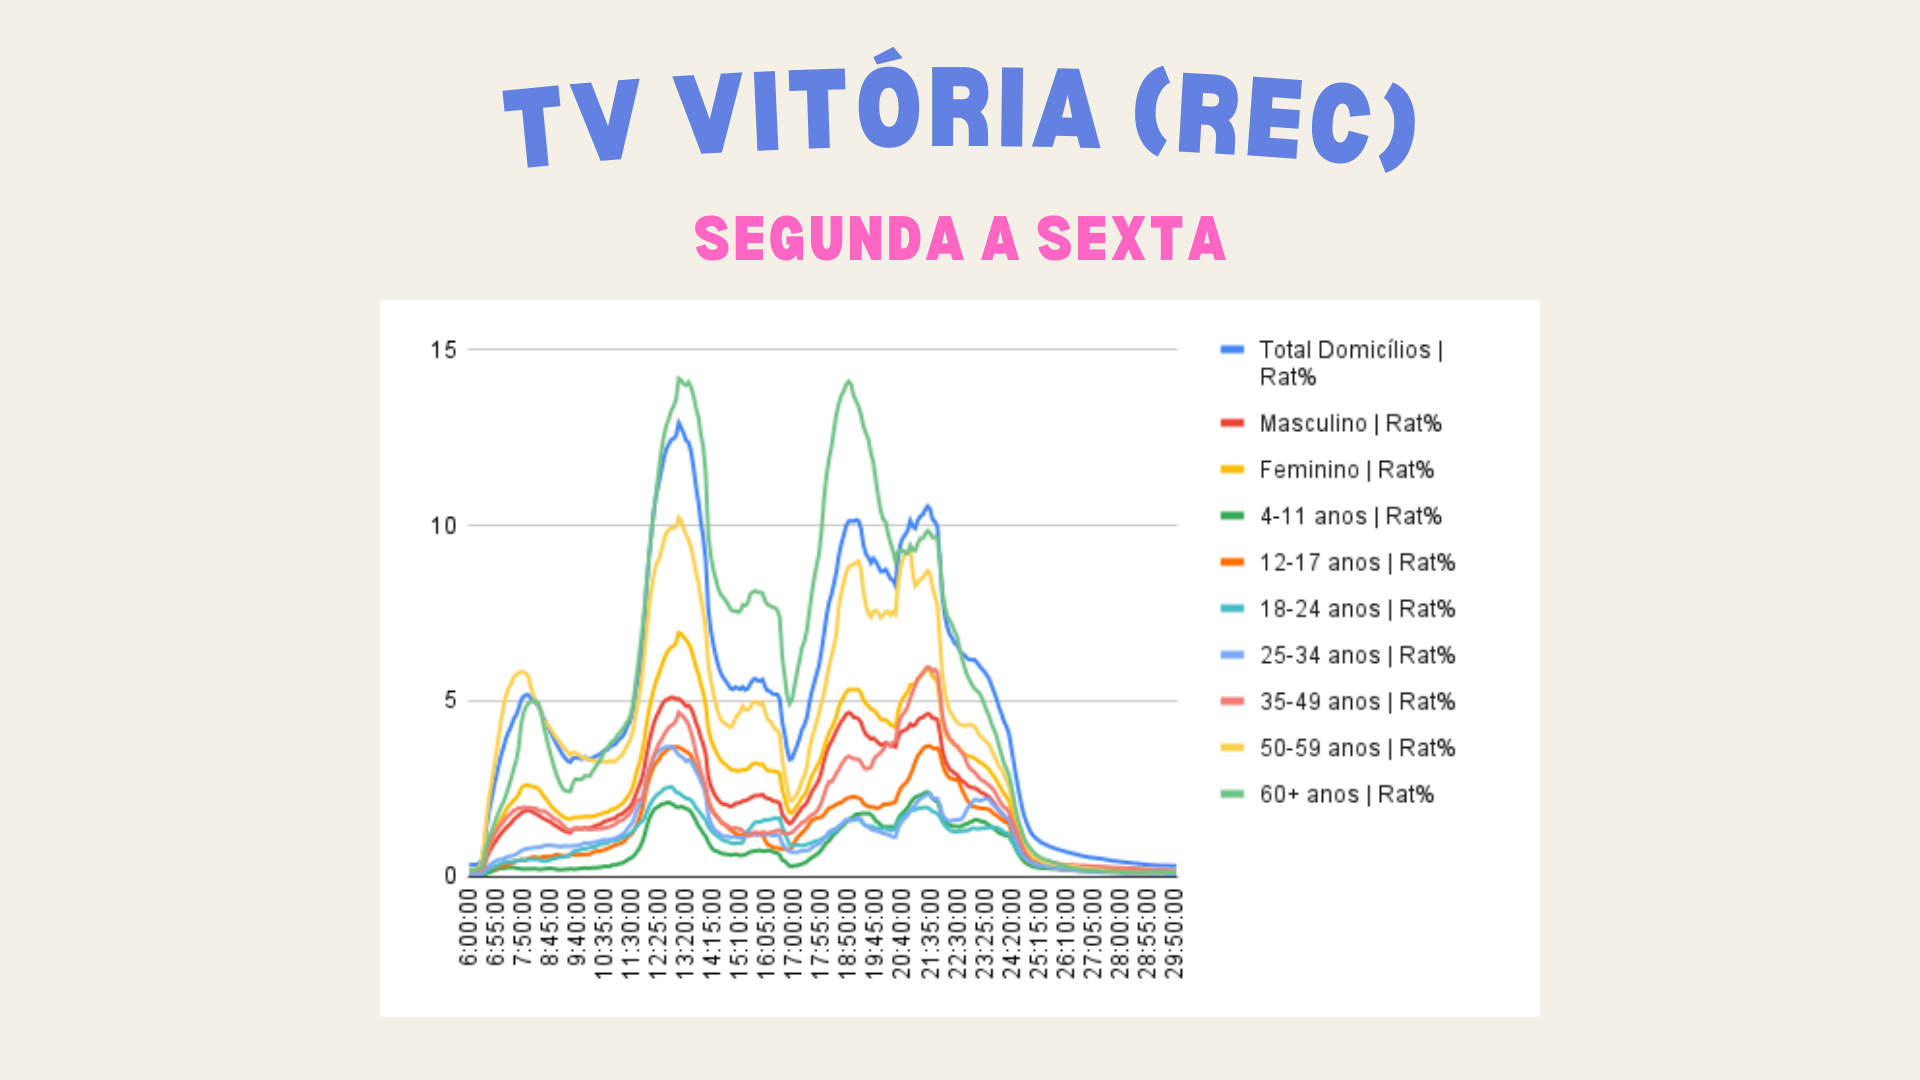 TV VITÓRIA (REC)
SEGUNDA A SEXTA
15
10
5
0
6:00:00
6:55:00
7:50:00
8:45:00
9:40:00
10:35:00
11:30:00
12:25:00
13:20:00
14:15:00
15:10:00
16:05:00
17:00:00
17:55:00
18:50:00
19:45:00
20:40:00
21:35:00
22:30:00
23:25:00
24:20:00
25:15:00
26:10:00
27:05:00
28:00:00
28:55:00
29:50:00
Total Domicílios |
Rat%
Masculino | Rat%
Feminino | Rat%
4-11 anos | Rat%
12-17 anos | Rat%
18-24 anos | Rat%
25-34 anos | Rat%
35-49 anos | Rat%
50-59 anos | Rat%
60+ anos | Rat%